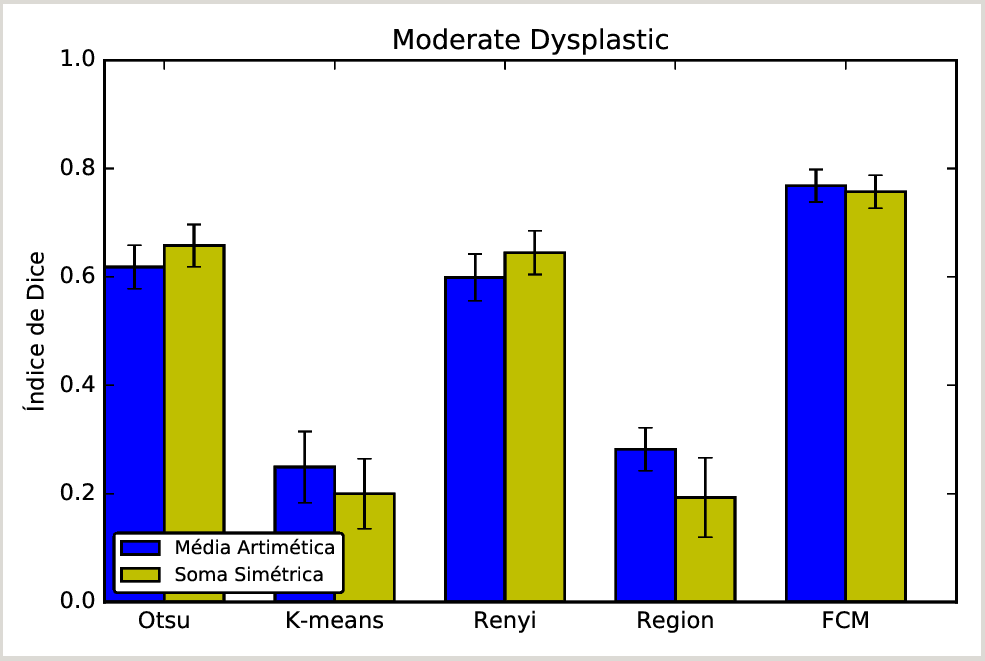 Moderate Dysplastic
1.0
0.8
0.6
0.4
0.2
0.0
Índice de Dice
Média Artimética
Soma Simétrica
Otsu K-means Renyi Region FCM